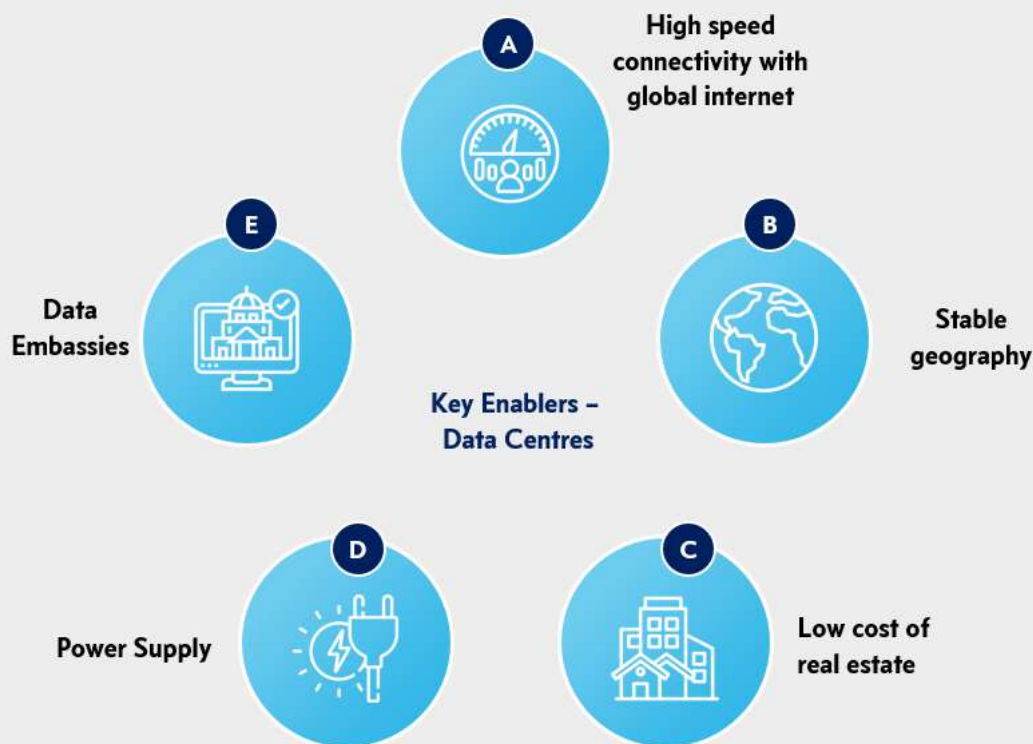 A
High speed
connectivity with
global internet
B
Stable
geography
C
Low cost of
real estate
D
Power Supply
E
Data
Embassies
Key Enablers –
Data Centres